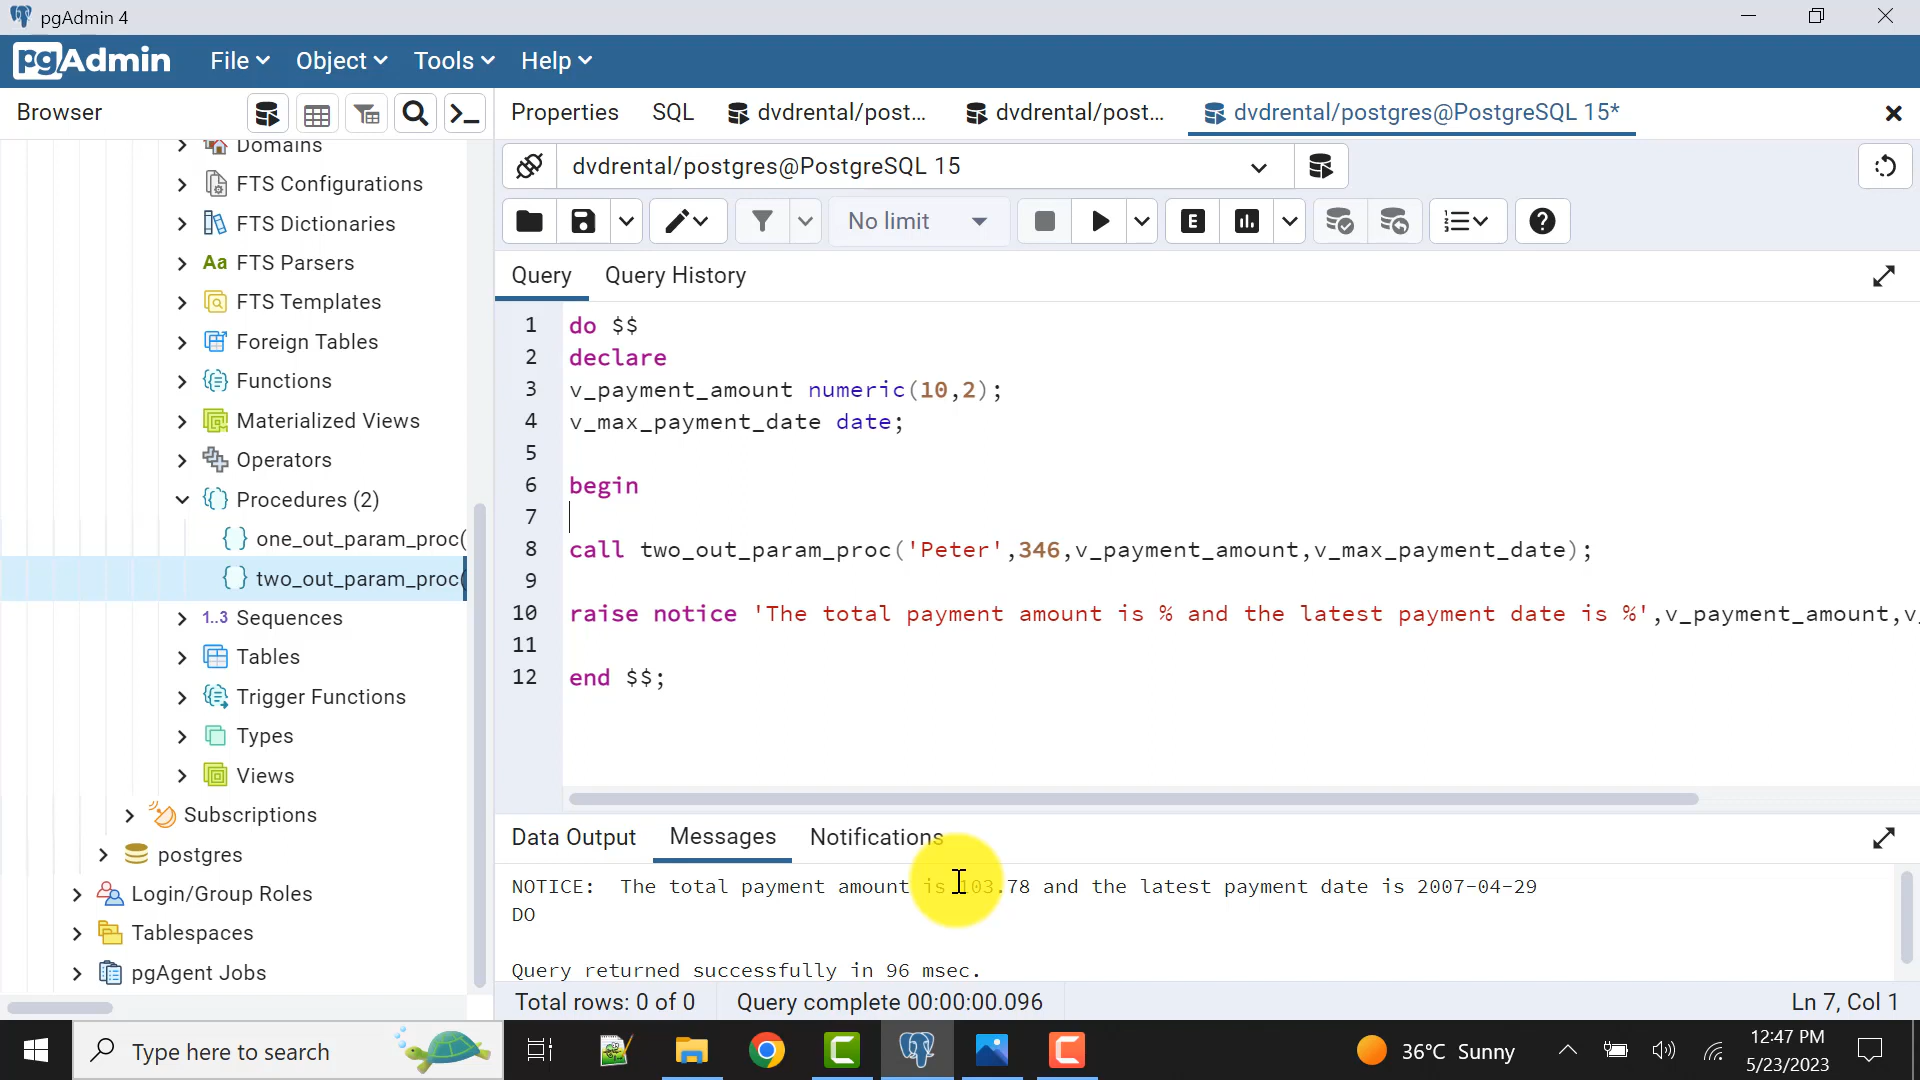 pgAdmin 4
pgAdmin File Object Tools Help
Browser
Properties SQL dvdrental/post... dvdrental/post... dvdrental/postgres@PostgreSQL 15*
Domains
FTS Configurations
FTS Dictionaries
Aa FTS Parsers
FTS Templates
Foreign Tables
Functions
Materialized Views
Operators
Procedures (2)
one_out_param_proc(
two_out_param_proc(
1..3 Sequences
Tables
Trigger Functions
Types
Views
Subscriptions
postgres
Login/Group Roles
Tablespaces
pgAgent Jobs
dvdrental/postgres@PostgreSQL 15
No limit
E
Query Query History
1 do $$
2 declare
3 v_payment_amount numeric(10,2);
4 v_max_payment_date date;
5
6 begin
7
8 call two_out_param_proc('Peter',346,v_payment_amount,v_max_payment_date);
9
10 raise notice 'The total payment amount is % and the latest payment date is %',v_payment_amount,v_
11
12 end $$;
Data Output Messages Notifications
NOTICE: The total payment amount is 103.78 and the latest payment date is 2007-04-29
DO
Query returned successfully in 96 msec.
Total rows: 0 of 0 Query complete 00:00:00.096 Ln 7, Col 1
Type here to search
36°C Sunny
12:47 PM
5/23/2023